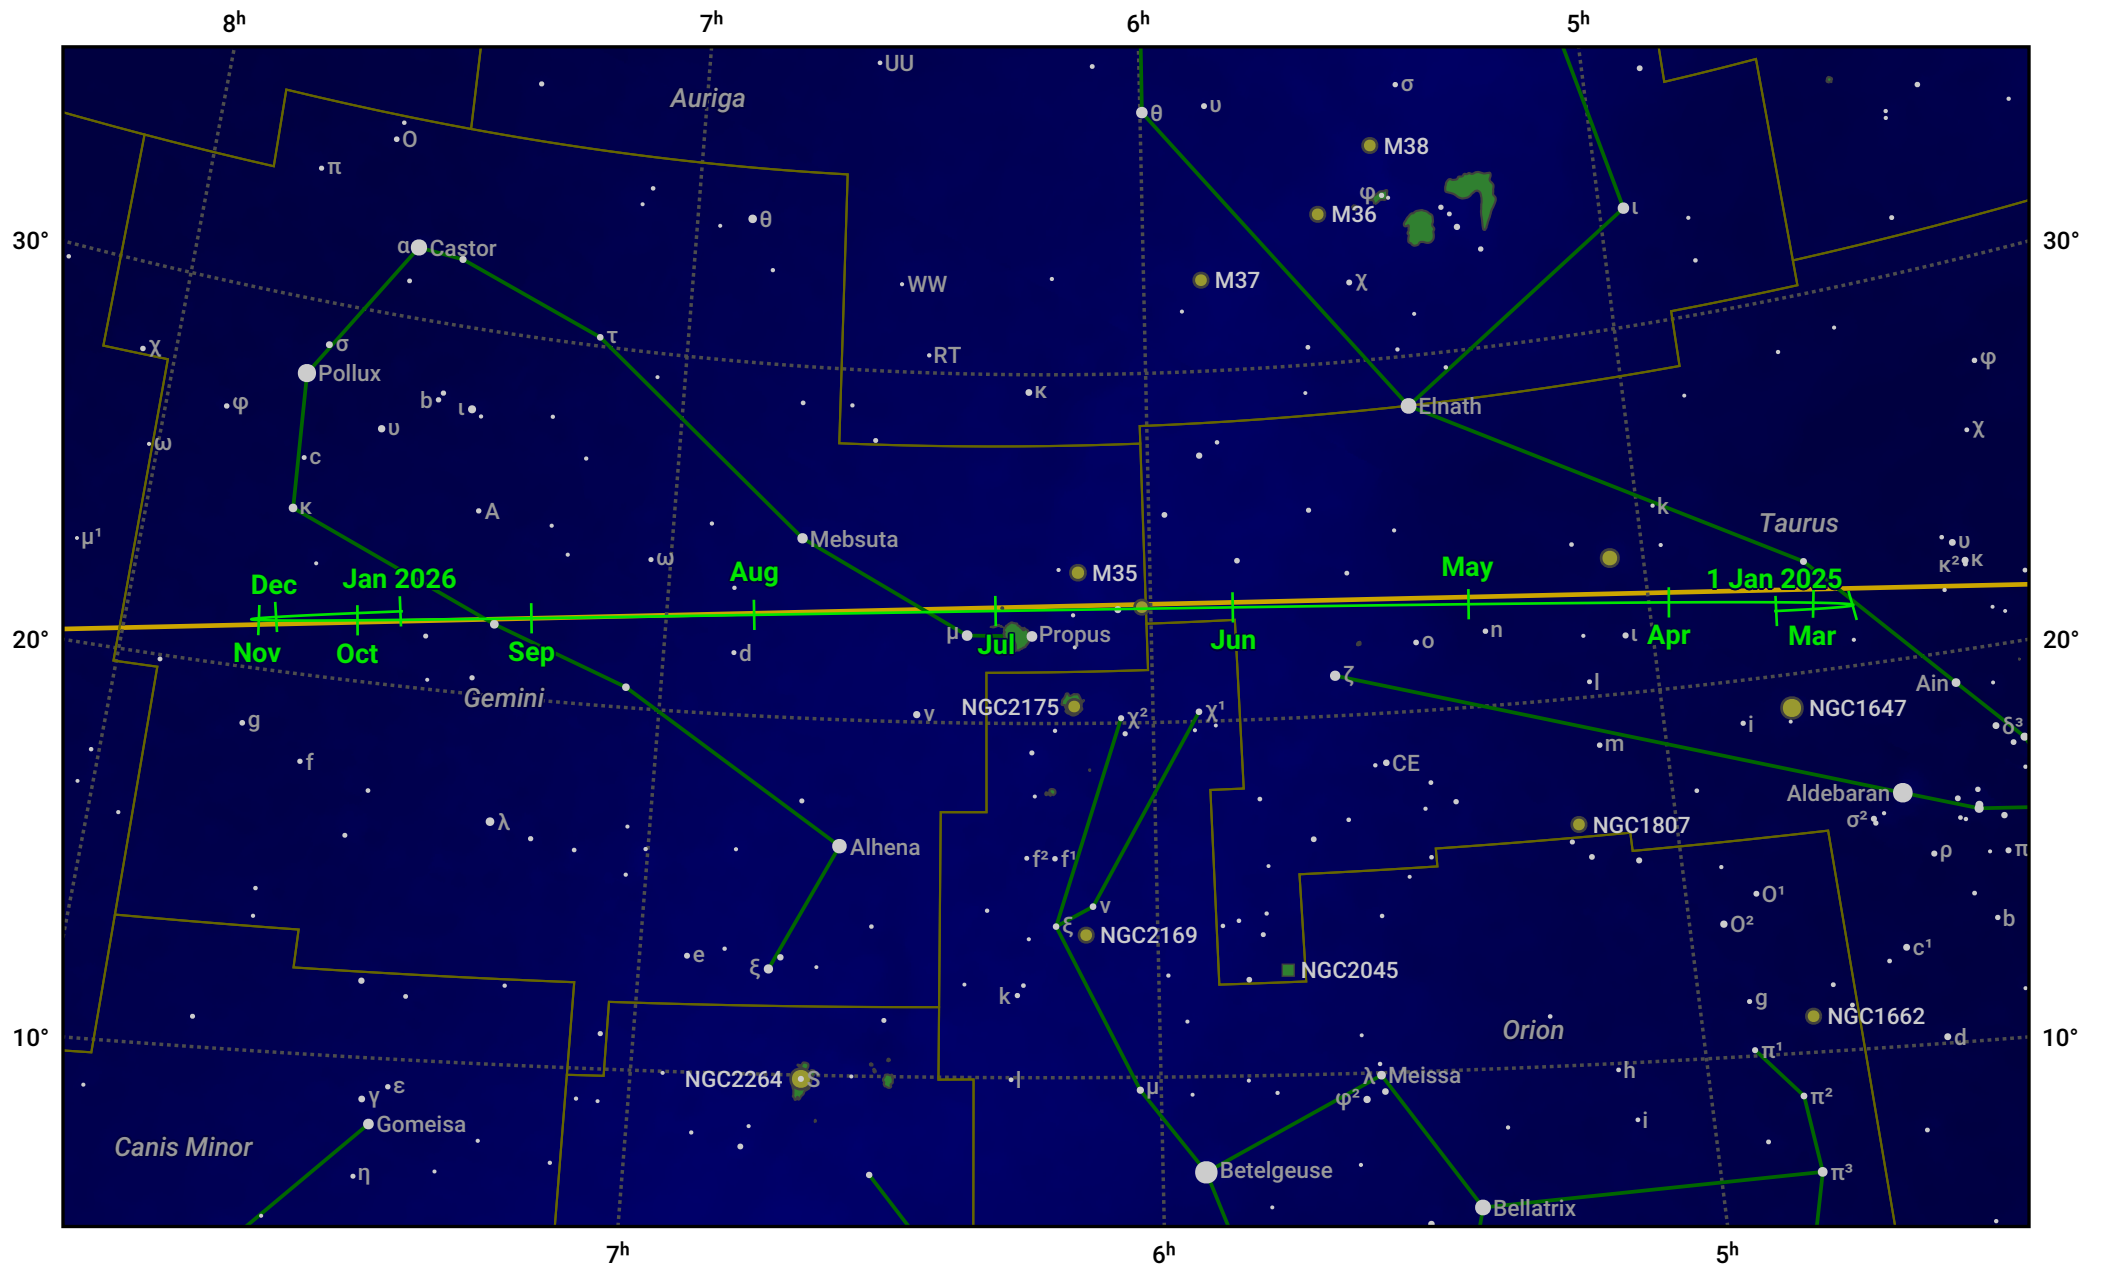 8ʰ 7ʰ 6ʰ 5ʰ
UU
Auriga
σ
υ
θ
M38
Ο
π
φ
M36
θ
ι
30°
30°
α Castor
M37
WW
χ
τ
σ
χ
RT
φ
Pollux
κ
φ
b
ι
Elnath
υ
χ
ω
c
κ
A
k
Taurus
μ¹
Mebsuta
υ
ω
κ² κ
M35
Dec
Jan 2026
Aug
May
1 Jan 2025
20°
20°
Nov
Oct
Sep
μ
Jul
Propus
Jun
ο
n
ι
Apr
Mar
d
ζ
l
Ain
Gemini
NGC2175
ν
χ²
χ¹
NGC1647
g
i
δ³
f
m
CE
Aldebaran
λ
σ²
NGC1807
Alhena
f² f¹
ρ
π
ν
Ο¹
ξ
NGC2169
Ο²
b
e
ξ
c¹
NGC2045
k
g
Orion
NGC1662
10°
10°
d
π¹
NGC2264
S
l
λ Meissa
h
γ
ε
μ
φ²
π²
Gomeisa
i
Canis Minor
η
Betelgeuse
π³
Bellatrix
7ʰ 6ʰ 5ʰ